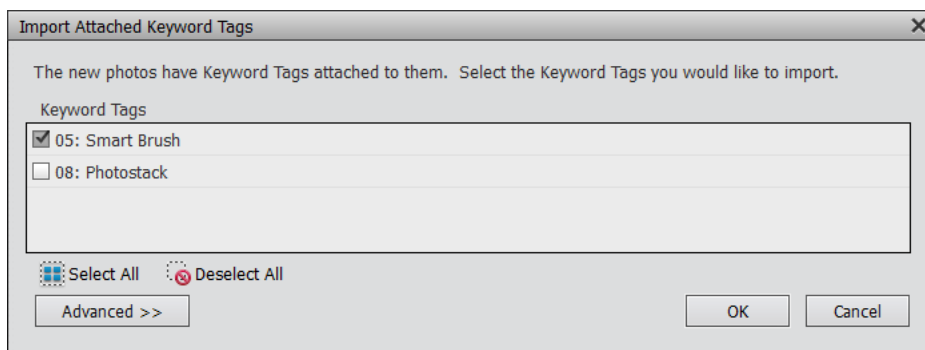 Import Attached Keyword Tags
The new photos have Keyword Tags attached to them. Select the Keyword Tags you would like to import.
Keyword Tags
05: Smart Brush
08: Photostack
Select All Deselect All
Advanced >> OK Cancel